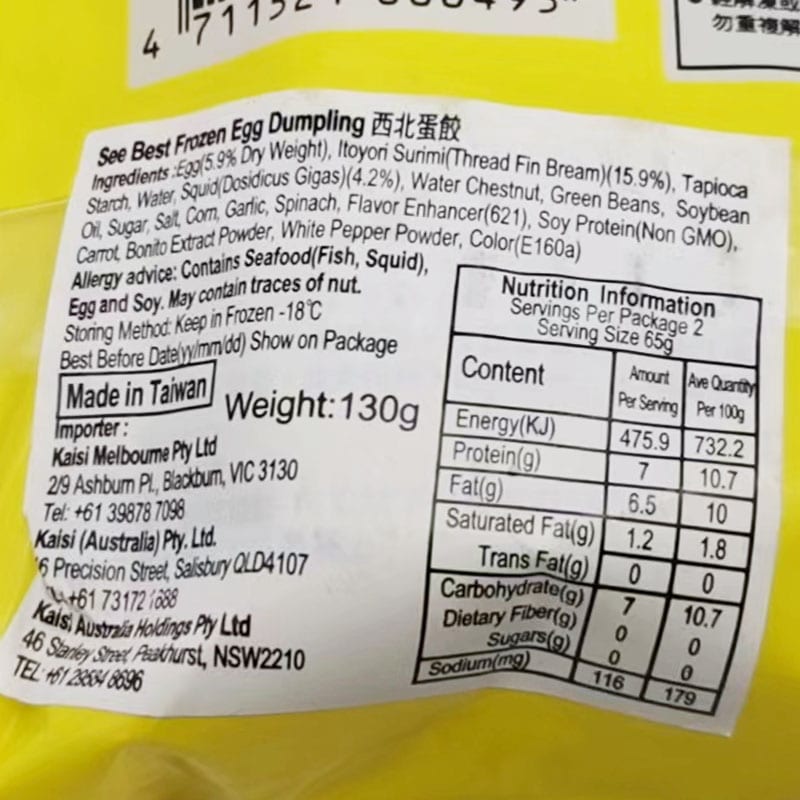 4 711521
勿重複解
See Best Frozen Egg Dumpling 西北蛋餃
Ingredients :Egg(5.9% Dry Weight), Itoyori Surimi(Thread Fin Bream)(15.9%), Tapioca
Starch, Water, Squid(Dosidicus Gigas)(4.2%), Water Chestnut, Green Beans, Soybean
Oil, Sugar, Salt, Corn, Garlic, Spinach, Flavor Enhancer(621), Soy Protein(Non GMO),
Carrot, Bonito Extract Powder, White Pepper Powder, Color(E160a)
Allergy advice: Contains Seafood(Fish, Squid),
Egg and Soy. May contain traces of nut.
Storing Method: Keep in Frozen -18℃
Best Before Date(yy/mm/dd) Show on Package
Made in Taiwan
Weight:130g
Importer :
Kaisi Melbourne Pty Ltd
2/9 Ashburn Pl., Blackburn, VIC 3130
Tel: +61 39878 7098
Kaisi (Australia) Pty. Ltd.
6 Precision Street, Salisbury QLD4107
+61 73172 1688
Kaisi Australia Holdings Pty Ltd
46 Stanley Street, Peakhurst, NSW2210
TEL: +61 29584 8696
Nutrition Information
Servings Per Package 2
Serving Size 65g
Content Amount Per Serving Ave Quantity Per 100g
Energy(KJ) 475.9 732.2
Protein(g) 7 10.7
Fat(g) 6.5 10
Saturated Fat(g) 1.2 1.8
Trans Fat(g) 0 0
Carbohydrate(g) 7 10.7
Dietary Fiber(g) 0 0
Sugars(g) 0 0
Sodium(mg) 116 179